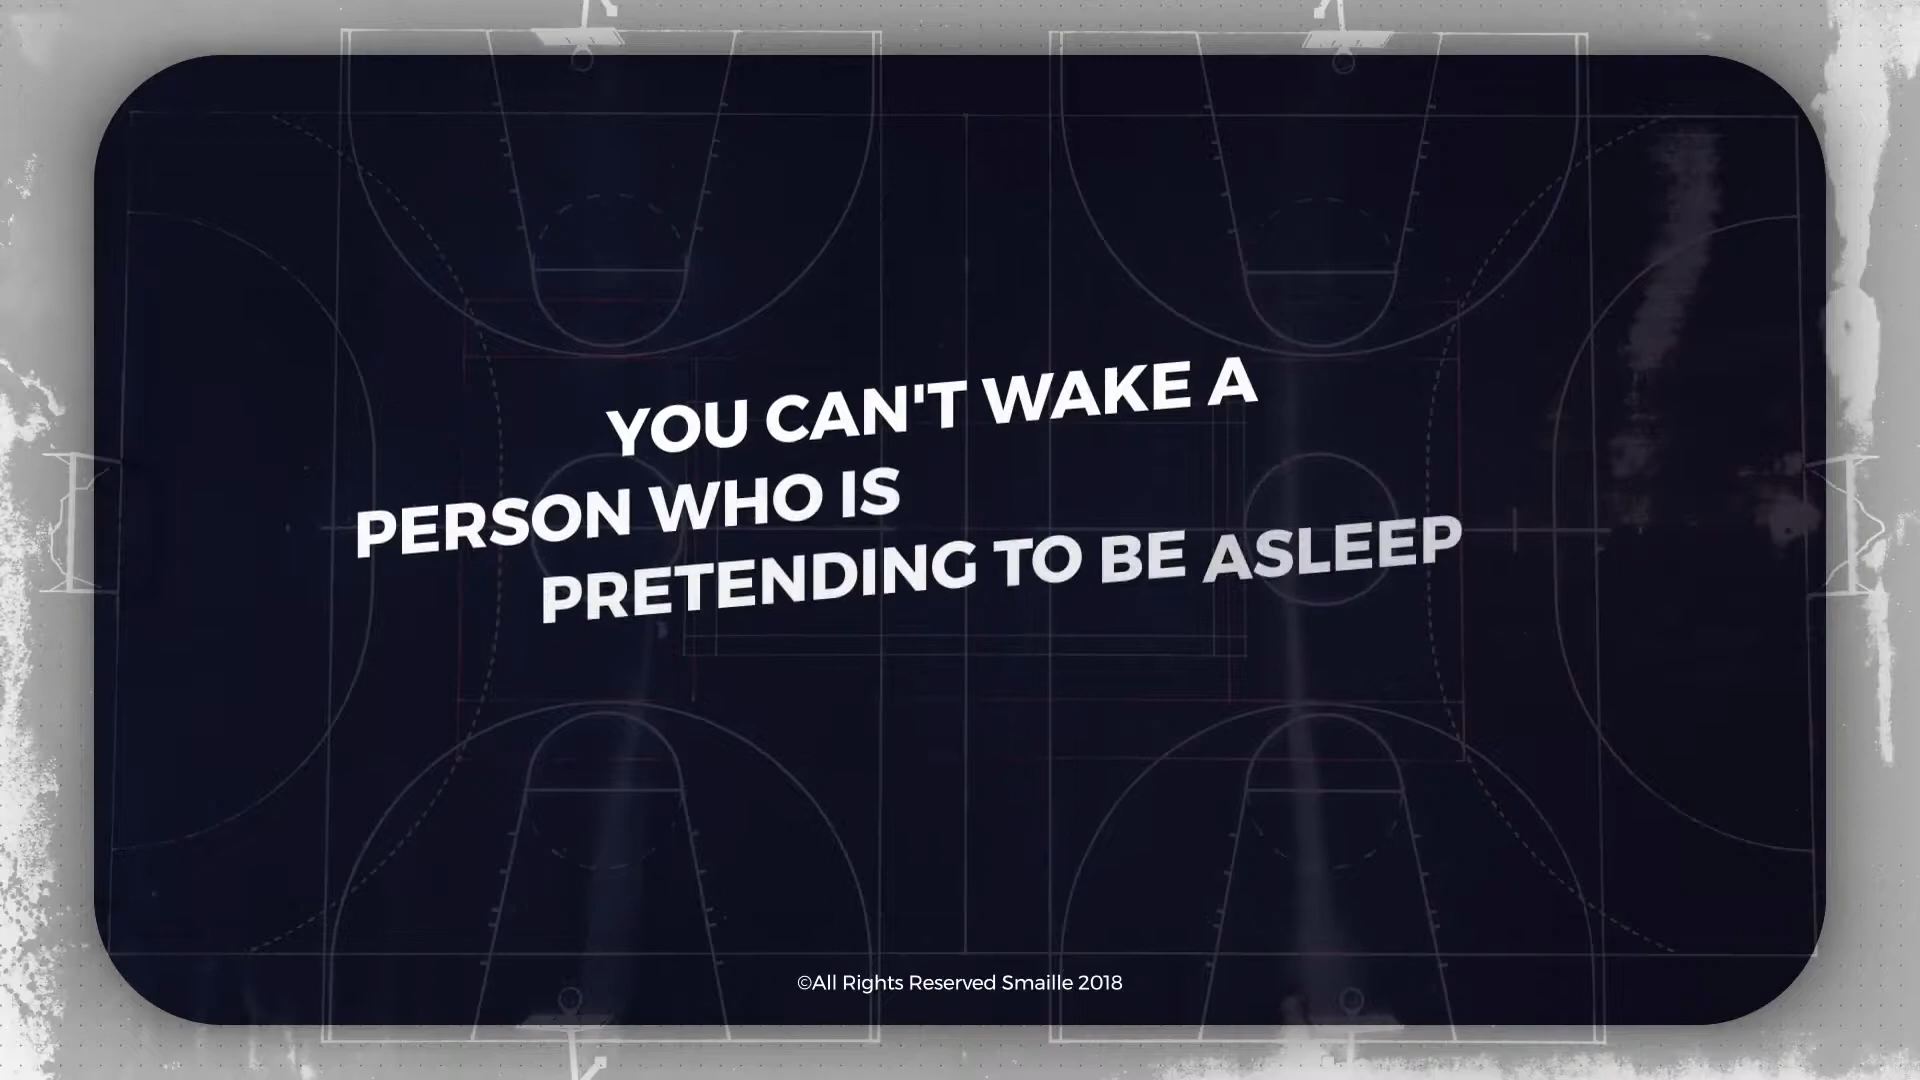 YOU CAN'T WAKE A
PERSON WHO IS
PRETENDING TO BE ASLEEP
©All Rights Reserved Smaille 2018